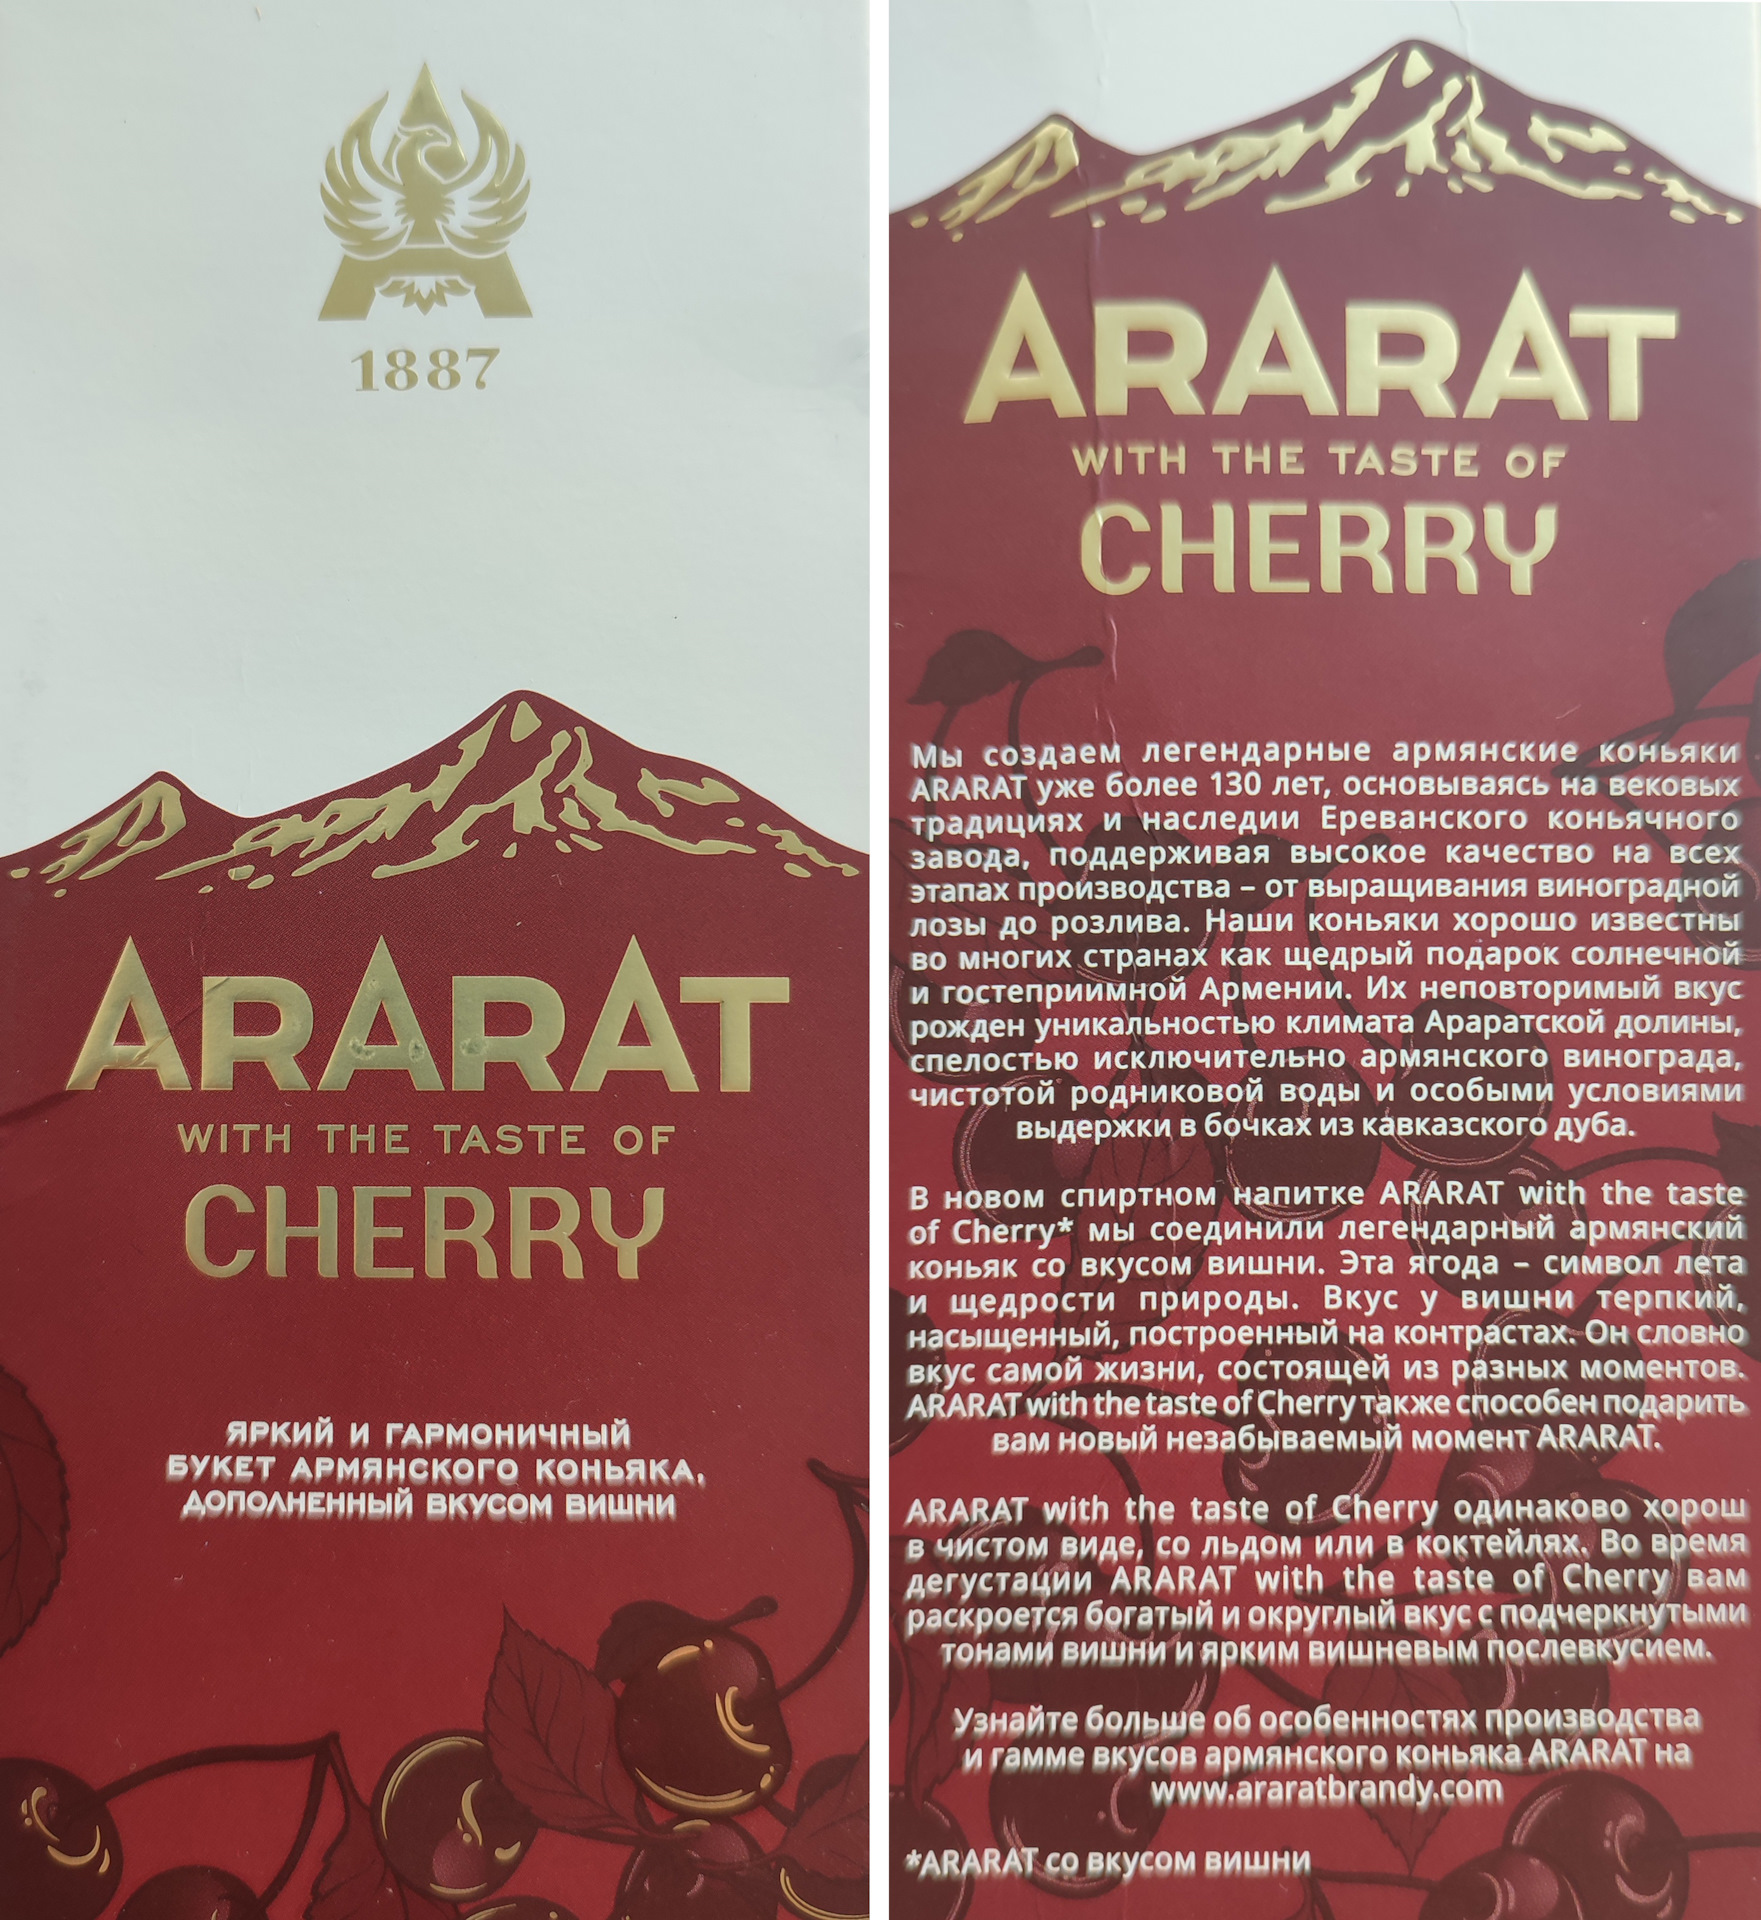 1887
ARARAT
WITH THE TASTE OF
CHERRY
ЯРКИЙ И ГАРМОНИЧНЫЙ
БУКЕТ АРМЯНСКОГО КОНЬЯКА,
ДОПОЛНЕННЫЙ ВКУСОМ ВИШНИ
ARARAT
WITH THE TASTE OF
CHERRY
Мы создаем легендарные армянские коньяки
ARARAT уже более 130 лет, основываясь на вековых
традициях и наследии Ереванского коньячного
завода, поддерживая высокое качество на всех
этапах производства – от выращивания виноградной
лозы до розлива. Наши коньяки хорошо известны
во многих странах как щедрый подарок солнечной
и гостеприимной Армении. Их неповторимый вкус
рожден уникальностью климата Араратской долины,
спелостью исключительно армянского винограда,
чистотой родниковой воды и особыми условиями
выдержки в бочках из кавказского дуба.
В новом спиртном напитке ARARAT with the taste
of Cherry* мы соединили легендарный армянский
коньяк со вкусом вишни. Эта ягода – символ лета
и щедрости природы. Вкус у вишни терпкий,
насыщенный, построенный на контрастах. Он словно
вкус самой жизни, состоящей из разных моментов.
ARARAT with the taste of Cherry также способен подарить
вам новый незабываемый момент ARARAT.
ARARAT with the taste of Cherry одинаково хорош
в чистом виде, со льдом или в коктейлях. Во время
дегустации ARARAT with the taste of Cherry вам
раскроется богатый и округлый вкус с подчеркнутыми
тонами вишни и ярким вишневым послевкусием.
Узнайте больше об особенностях производства
и гамме вкусов армянского коньяка ARARAT на
www.araratbrandy.com
*ARARAT со вкусом вишни